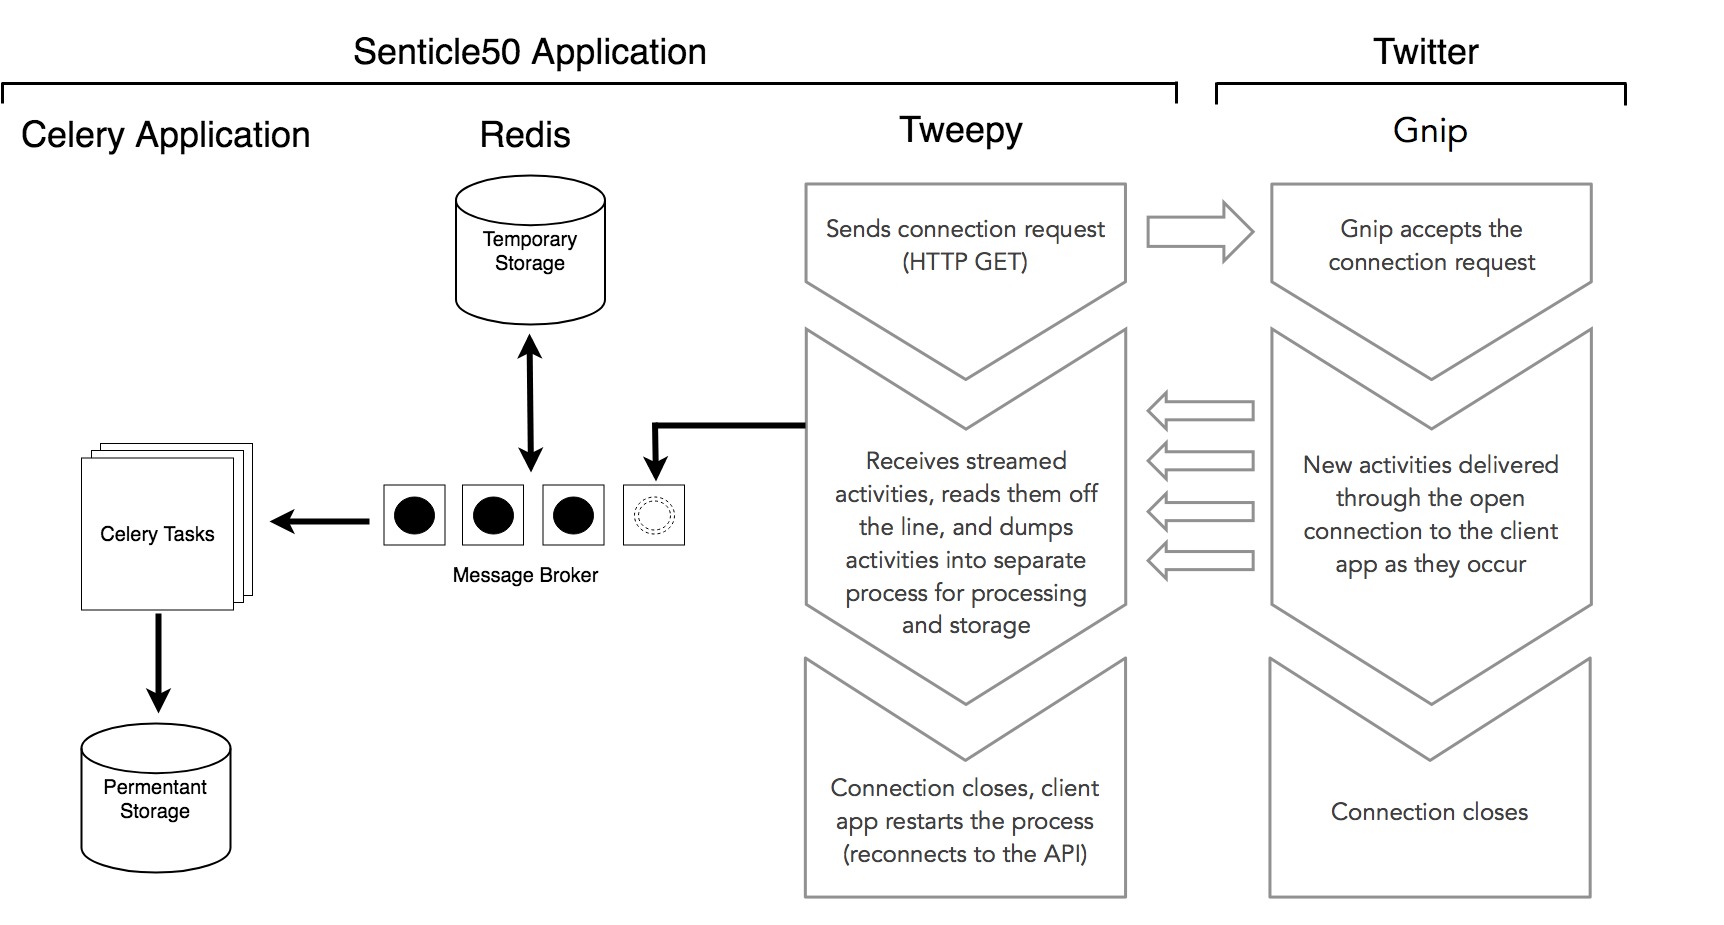 Senticle50 Application
Twitter
Celery Application
Redis
Tweepy
Gnip
Temporary
Storage
Celery Tasks
Message Broker
Permentant
Storage
Sends connection request
(HTTP GET)
Receives streamed
activities, reads them off
the line, and dumps
activities into separate
process for processing
and storage
Connection closes, client
app restarts the process
(reconnects to the API)
Gnip accepts the
connection request
New activities delivered
through the open
connection to the client
app as they occur
Connection closes